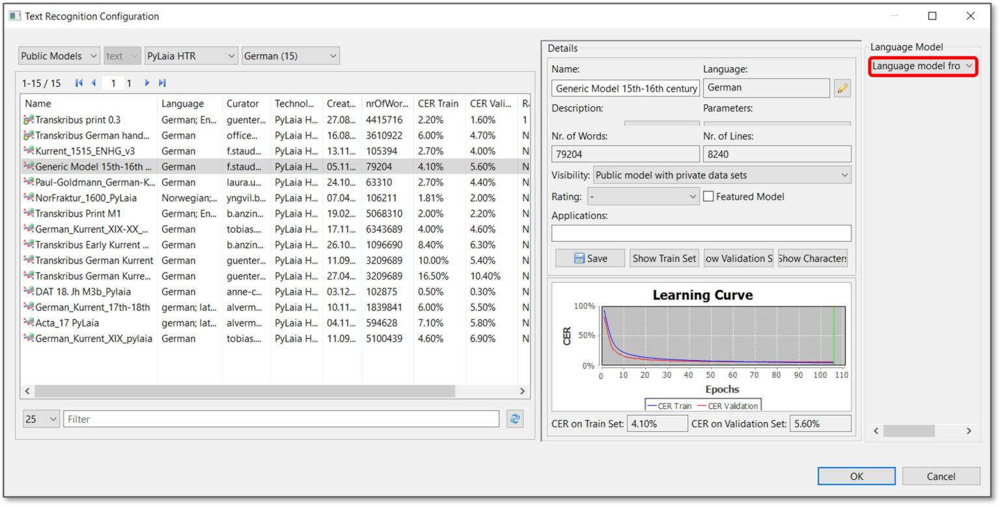 Text Recognition Configuration
Public Models text PyLaia HTR German (15)
1-15 / 15 1 1
Name Language Curator Technol... Creat... nrOfWor... CER Train CER Vali... Ra
Transkribus print 0.3 German; En... guenter... PyLaia H... 27.08... 4415716 2.20% 1.60% 1
Transkribus German hand... German office... PyLaia H... 16.08... 3610922 6.00% 4.70% N
Kurrent_1515_ENHG_v3 German f.staud... PyLaia H... 13.11... 105394 2.70% 4.00% N
Generic Model 15th-16th ... German f.staud... PyLaia H... 05.11... 79204 4.10% 5.60% N
Paul-Goldmann_German-K... German laura.u... PyLaia H... 24.10... 63310 2.70% 4.40% N
NorFraktur_1600_PyLaia Norwegian;... yngvil.b... PyLaia H... 07.04... 106211 1.81% 2.00% N
Transkribus Print M1 German; En... b.anzin... PyLaia H... 19.02... 5068310 2.00% 2.20% N
German_Kurrent_XIX-XX_... German tobias.... PyLaia H... 17.11... 6343689 4.00% 4.60% N
Transkribus Early Kurrent ... German b.anzin... PyLaia H... 26.10... 1096690 8.40% 6.30% N
Transkribus German Kurrent German guenter... PyLaia H... 11.09... 3209689 10.00% 5.40% N
Transkribus German Kurre... German guenter... PyLaia H... 27.04... 3209689 16.50% 10.40% N
DAT 18. Jh M3b_Pylaia German anne-c... PyLaia H... 03.12... 102875 0.50% 0.30% N
German_Kurrent_17th-18th german; lat... alverm... PyLaia H... 10.11... 1839841 6.00% 5.50% N
Acta_17 PyLaia german; lat... alverm... PyLaia H... 04.11... 594628 7.10% 5.80% N
German_Kurrent_XIX_pylaia German tobias.... PyLaia H... 11.09... 5100439 4.60% 6.90% N
25 Filter
Details
Name: Language:
Generic Model 15th-16th century German
Description: Parameters:
Nr. of Words: Nr. of Lines:
79204 8240
Visibility: Public model with private data sets
Rating: - Featured Model
Applications:
Save Show Train Set ow Validation S Show Characters
Learning Curve
100%
50%
0%
CER
0 10 20 30 40 50 60 70 80 90 100 110
Epochs
CER Train CER Validation
CER on Train Set: 4.10% CER on Validation Set: 5.60%
Language Model
Language model fro
OK Cancel